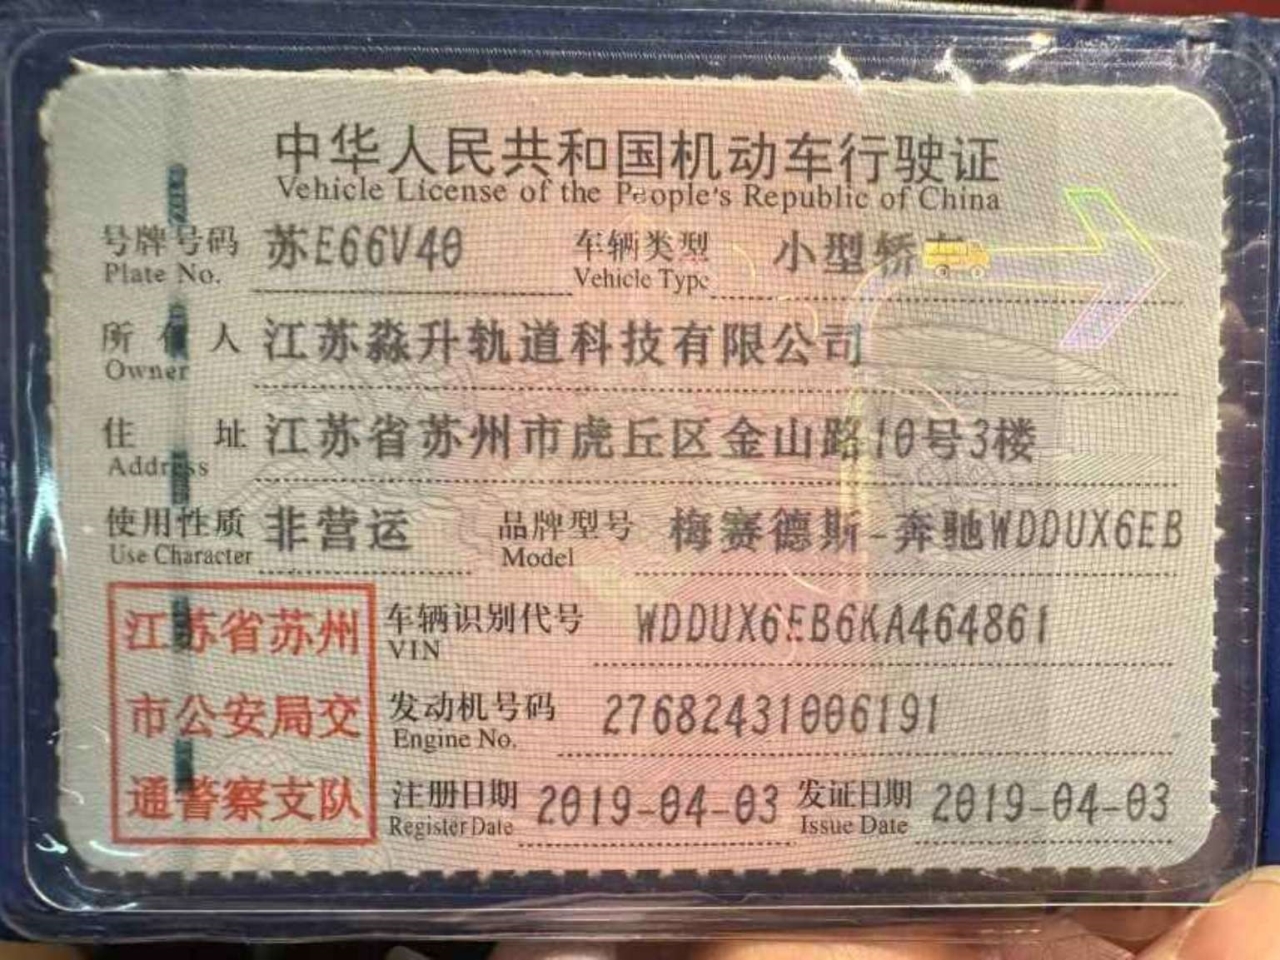 中华人民共和国机动车行驶证
Vehicle License of the People's Republic of China
号牌号码 苏E66V40 车辆类型 小型轿车
Plate No. Vehicle Type
所有人 江苏淼升轨道科技有限公司
Owner
住址 江苏省苏州市虎丘区金山路10号3楼
Address
使用性质 非营运 品牌型号 梅赛德斯-奔驰WDDUX6EB
Use Character Model
江苏省苏州
市公安局交
通警察支队
车辆识别代号 WDDUX6EB6KA464861
VIN
发动机号码 27682431006191
Engine No.
注册日期 2019-04-03 发证日期 2019-04-03
Register Date Issue Date